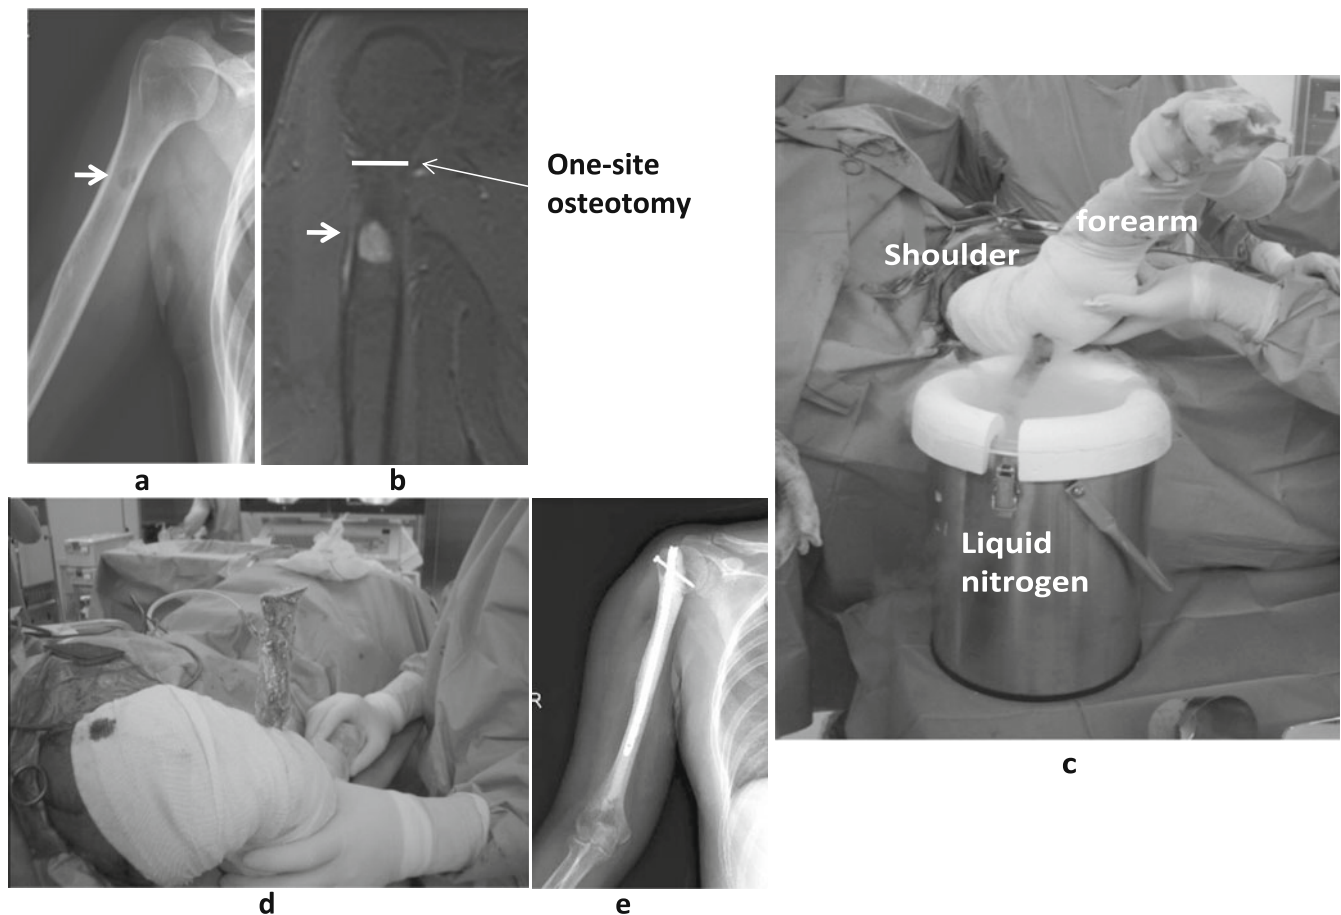 One-site
osteotomy
a
b
forearm
Shoulder
Liquid
nitrogen
R
d
e
c